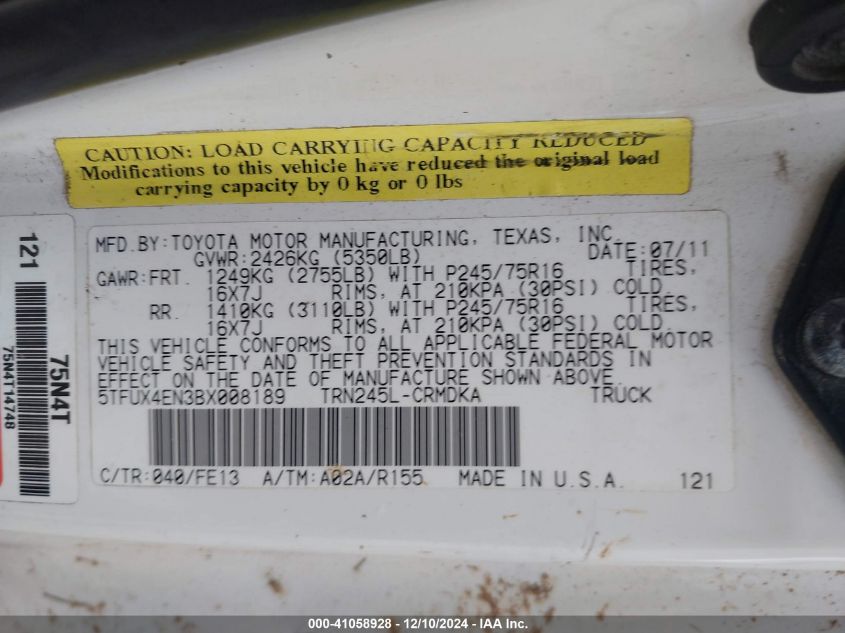 CAUTION: LOAD CARRYING CAPACITY REDUCED
Modifications to this vehicle have reduced the original load
carrying capacity by 0 kg or 0 lbs
MFD.BY:TOYOTA MOTOR MANUFACTURING, TEXAS, INC.
GVWR:2426KG (5350LB) DATE:07/11
GAWR:FRT. 1249KG (2755LB) WITH P245/75R16 TIRES,
16X7J RIMS, AT 210KPA (30PSI) COLD.
RR. 1410KG (3110LB) WITH P245/75R16 TIRES,
16X7J RIMS, AT 210KPA (30PSI) COLD.
THIS VEHICLE CONFORMS TO ALL APPLICABLE FEDERAL MOTOR
VEHICLE SAFETY AND THEFT PREVENTION STANDARDS IN
EFFECT ON THE DATE OF MANUFACTURE SHOWN ABOVE.
5TFUX4EN3BX008189 TRN245L-CRMDKA TRUCK
C/TR:040/FE13 A/TM:A02A/R155 MADE IN U.S.A. 121
121
75N4T
75N4T14748
000-41058928 - 12/10/2024 - IAAI.com